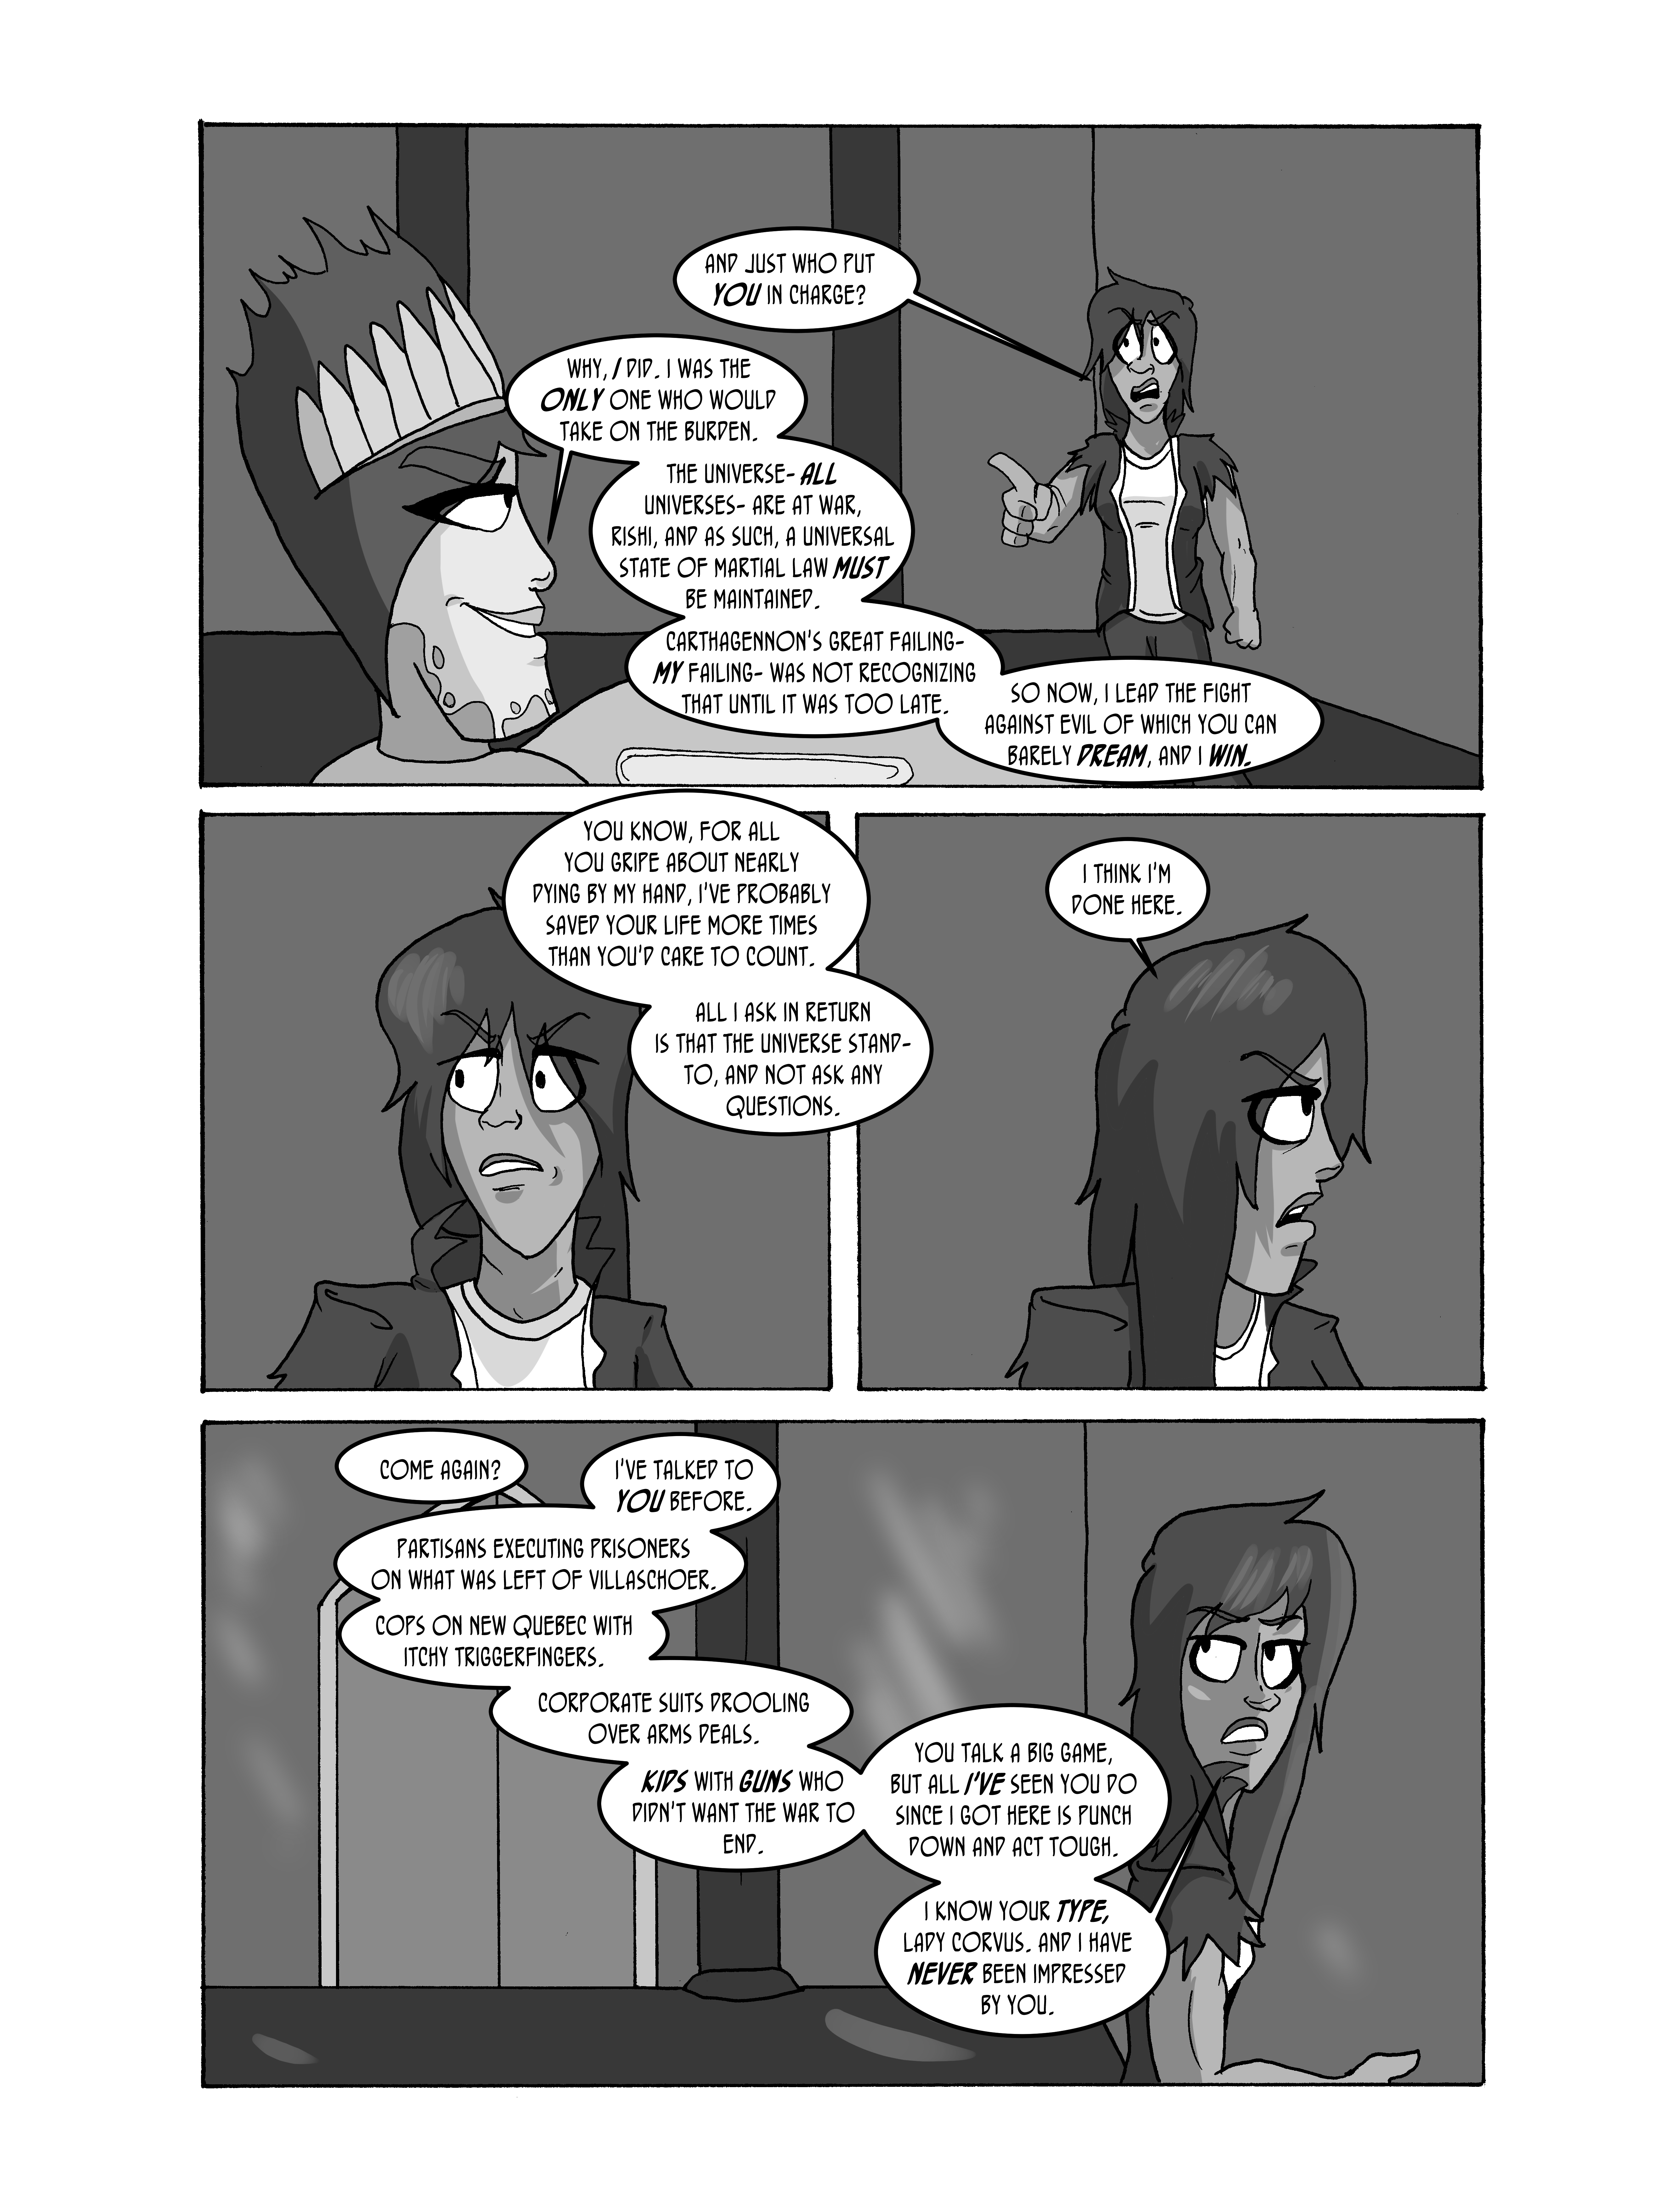 AND JUST WHO PUT
YOU IN CHARGE?
WHY, I DID. I WAS THE
ONLY ONE WHO WOULD
TAKE ON THE BURDEN.
THE UNIVERSE- ALL
UNIVERSES- ARE AT WAR,
RISHI, AND AS SUCH, A UNIVERSAL
STATE OF MARTIAL LAW MUST
BE MAINTAINED.
CARTHAGENNON'S GREAT FAILING-
MY FAILING- WAS NOT RECOGNIZING
THAT UNTIL IT WAS TOO LATE.
SO NOW, I LEAD THE FIGHT
AGAINST EVIL OF WHICH YOU CAN
BARELY DREAM, AND I WIN.
YOU KNOW, FOR ALL
YOU GRIPE ABOUT NEARLY
DYING BY MY HAND, I'VE PROBABLY
SAVED YOUR LIFE MORE TIMES
THAN YOU'D CARE TO COUNT.
ALL I ASK IN RETURN
IS THAT THE UNIVERSE STAND-
TO, AND NOT ASK ANY
QUESTIONS.
I THINK I'M
DONE HERE.
COME AGAIN?
I'VE TALKED TO
YOU BEFORE.
PARTISANS EXECUTING PRISONERS
ON WHAT WAS LEFT OF VILLASCHOER.
COPS ON NEW QUEBEC WITH
ITCHY TRIGGERFINGERS.
CORPORATE SUITS DROOLING
OVER ARMS DEALS.
KIDS WITH GUNS WHO
DIDN'T WANT THE WAR TO
END.
YOU TALK A BIG GAME,
BUT ALL I'VE SEEN YOU DO
SINCE I GOT HERE IS PUNCH
DOWN AND ACT TOUGH.
I KNOW YOUR TYPE,
LADY CORVUS. AND I HAVE
NEVER BEEN IMPRESSED
BY YOU.